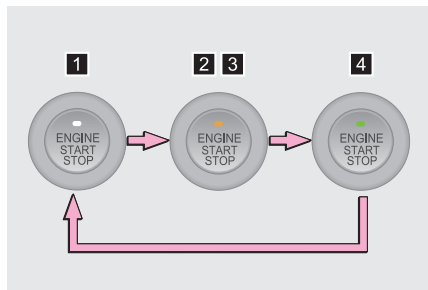 1
2 3
4
ENGINE
START
STOP
ENGINE
START
STOP
ENGINE
START
STOP